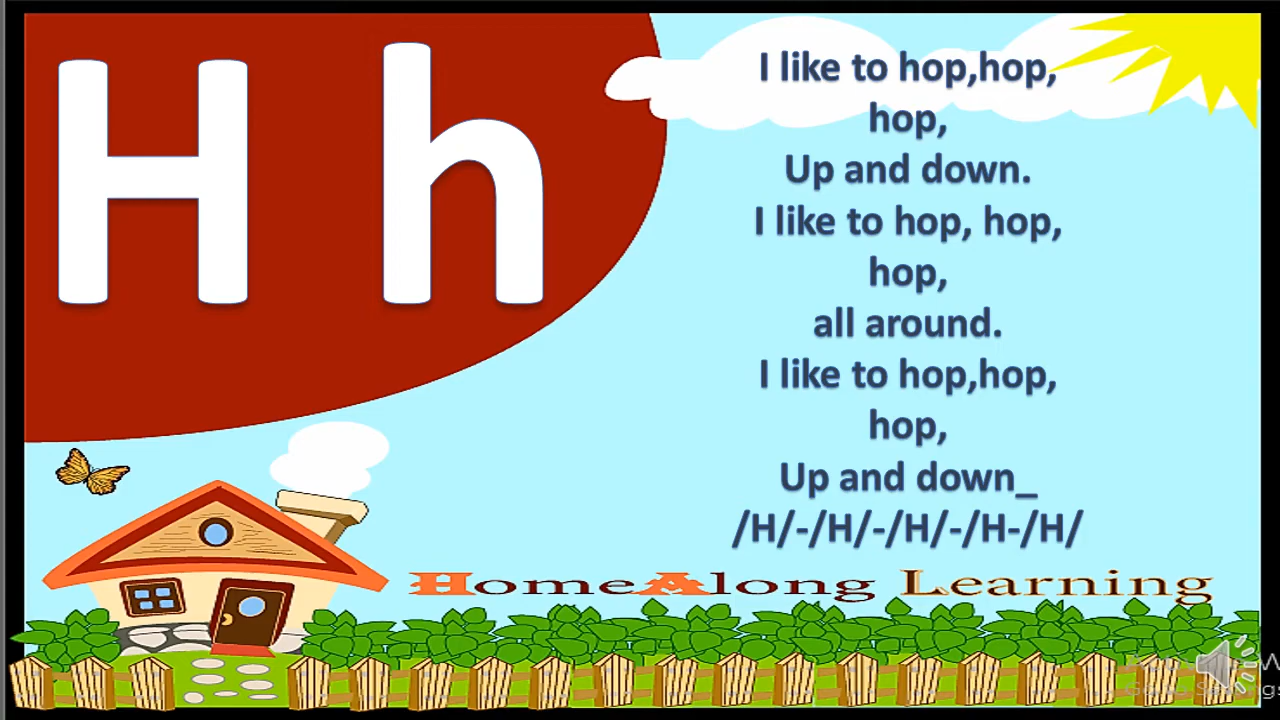 H h
I like to hop,hop,
hop,
Up and down.
I like to hop, hop,
hop,
all around.
I like to hop,hop,
hop,
Up and down_
/H/-/H/-/H/-/H-/H/
HomeAlong Learning